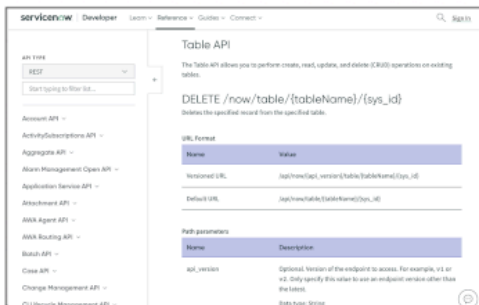 servicenow Developer Learn Reference Guides Connect Sign In
API TYPE
REST
Start typing to filter list...
Account API
ActivitySubscriptions API
Aggregate API
Alarm Management Open API
Application Service API
Attachment API
AWA Agent API
AWA Routing API
Batch API
Case API
Change Management API
CI Lifecycle Management API
Table API
The Table API allows you to perform create, read, update, and delete (CRUD) operations on existing
tables.
DELETE /now/table/{tableName}/{sys_id}
Deletes the specified record from the specified table.
URL Format
Name Value
Versioned URL /api/now/{api_version}/table/{tableName}/{sys_id}
Default URL /api/now/table/{tableName}/{sys_id}
Path parameters
Name Description
api_version Optional. Version of the endpoint to access. For example, v1 or
v2. Only specify this value to use an endpoint version other than
the latest.
Data type: String